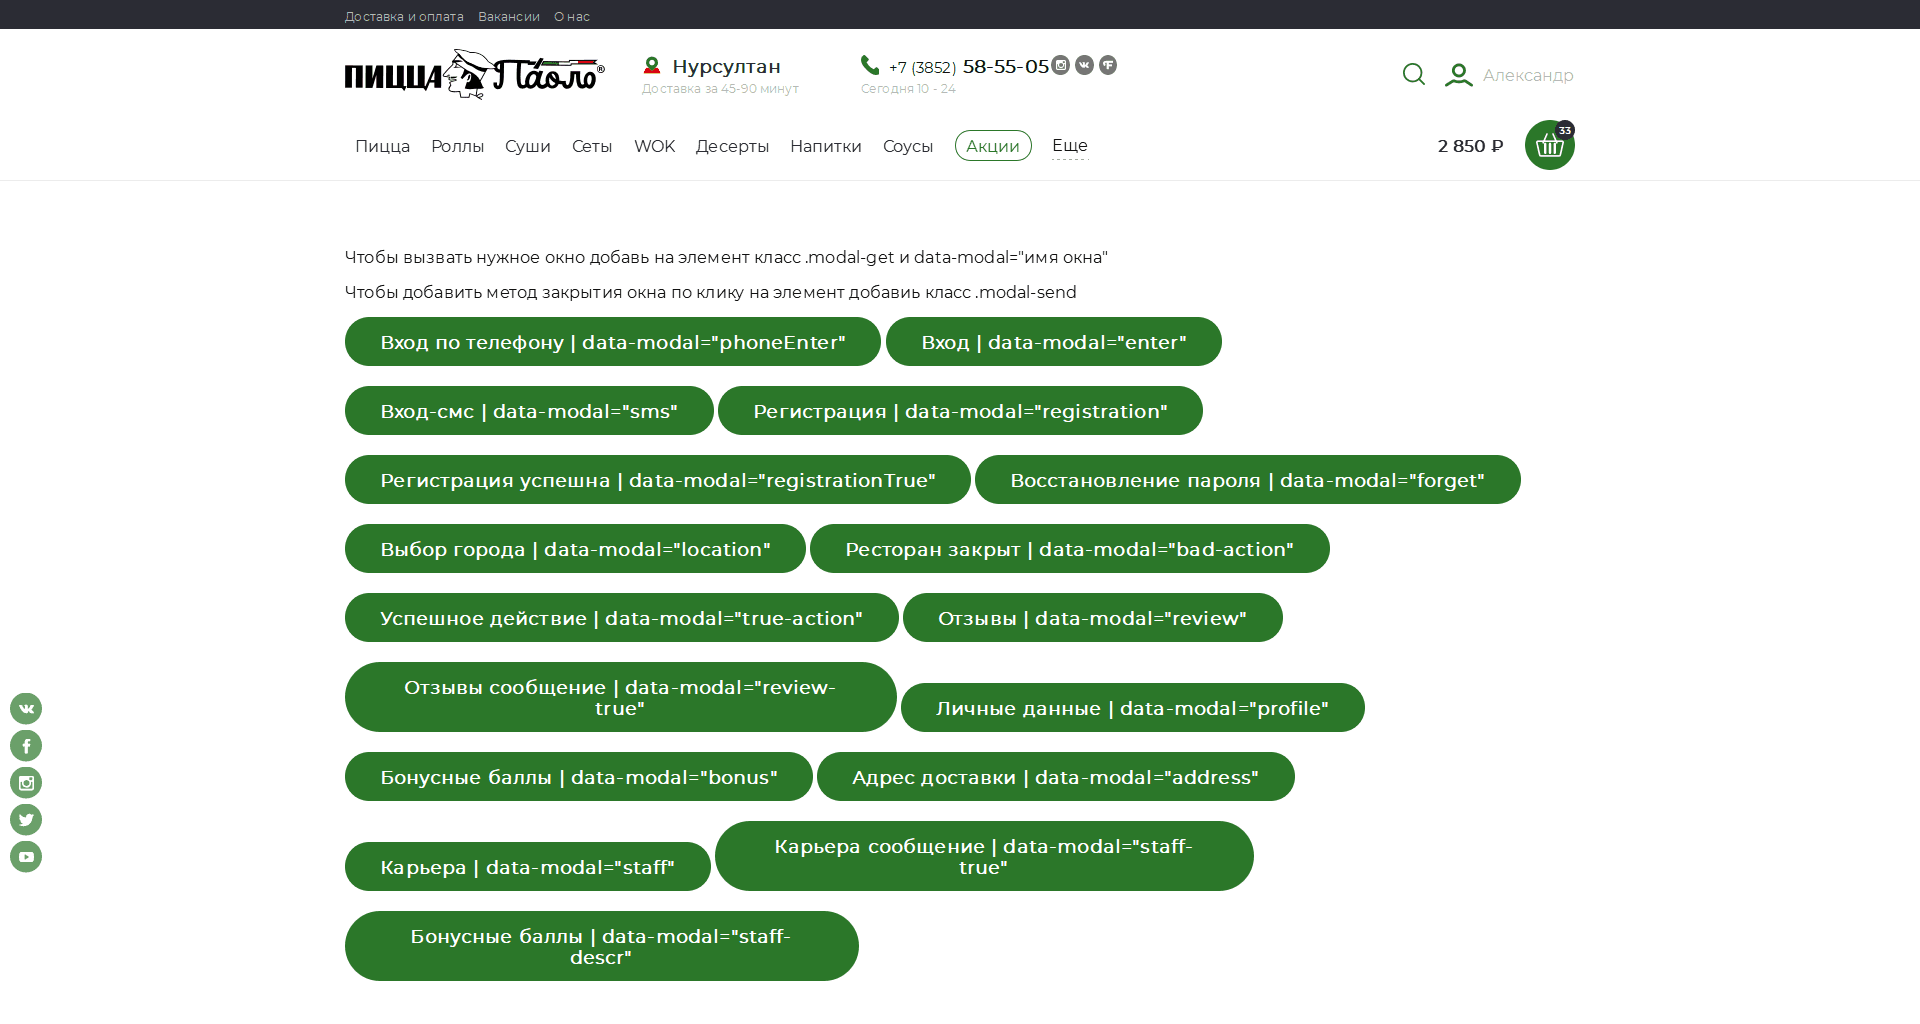 Доставка и оплата Вакансии О нас
ПИЦЦА Пáоло ®
Нурсултан
Доставка за 45-90 минут
+7 (3852) 58-55-05
Сегодня 10 - 24
Александр
Пицца Роллы Суши Сеты WOK Десерты Напитки Соусы Акции Еще
2 850 ₽
33
Чтобы вызвать нужное окно добавь на элемент класс .modal-get и data-modal="имя окна"
Чтобы добавить метод закрытия окна по клику на элемент добавиь класс .modal-send
Вход по телефону | data-modal="phoneEnter"
Вход | data-modal="enter"
Вход-смс | data-modal="sms"
Регистрация | data-modal="registration"
Регистрация успешна | data-modal="registrationTrue"
Восстановление пароля | data-modal="forget"
Выбор города | data-modal="location"
Ресторан закрыт | data-modal="bad-action"
Успешное действие | data-modal="true-action"
Отзывы | data-modal="review"
Отзывы сообщение | data-modal="review-
true"
Личные данные | data-modal="profile"
Бонусные баллы | data-modal="bonus"
Адрес доставки | data-modal="address"
Карьера | data-modal="staff"
Карьера сообщение | data-modal="staff-
true"
Бонусные баллы | data-modal="staff-
descr"